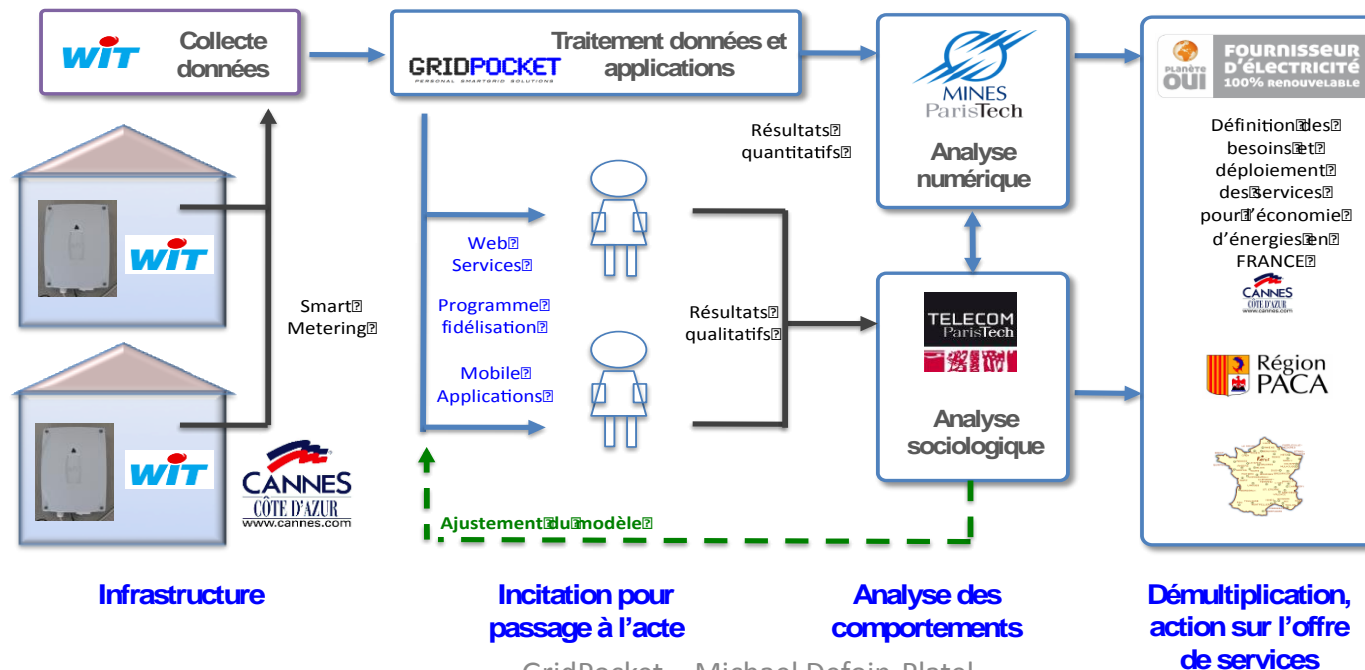 WIT
Collecte
données
GRIDPOCKET
PERSONAL SMARTGRID SOLUTIONS
Traitement données et
applications
MINES
ParisTech
Analyse
numérique
PLANÈTE
OUI
FOURNISSEUR
D'ÉLECTRICITÉ
100% RENOUVELABLE
Définition des
besoins et
déploiement
des services
pour l'économie
d'énergies en
FRANCE
CANNES
CÔTE D'AZUR
www.cannes.com
Région
PACA
WIT
WIT
Smart
Metering
CANNES
CÔTE D'AZUR
www.cannes.com
Web
Services
Programme
fidélisation
Mobile
Applications
Résultats
quantitatifs
Résultats
qualitatifs
TELECOM
ParisTech
Analyse
sociologique
Ajustement du modèle
Infrastructure
Incitation pour
passage à l'acte
Analyse des
comportements
Démultiplication,
action sur l'offre
de services